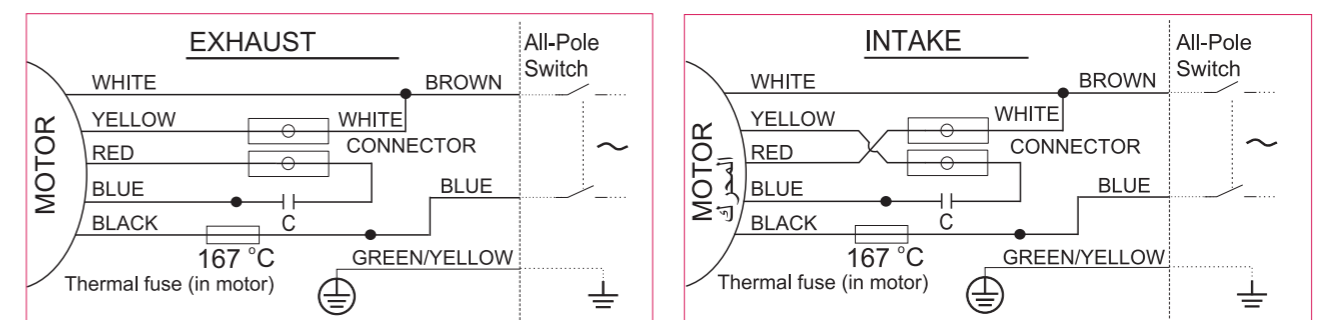 EXHAUST
All-Pole
Switch
WHITE
BROWN
YELLOW
WHITE
CONNECTOR
RED
MOTOR
BLUE
BLUE
C
BLACK
167 °C
GREEN/YELLOW
Thermal fuse (in motor)
INTAKE
All-Pole
Switch
WHITE
BROWN
YELLOW
WHITE
CONNECTOR
RED
MOTOR
المحرك
BLUE
BLUE
C
BLACK
167 °C
GREEN/YELLOW
Thermal fuse (in motor)